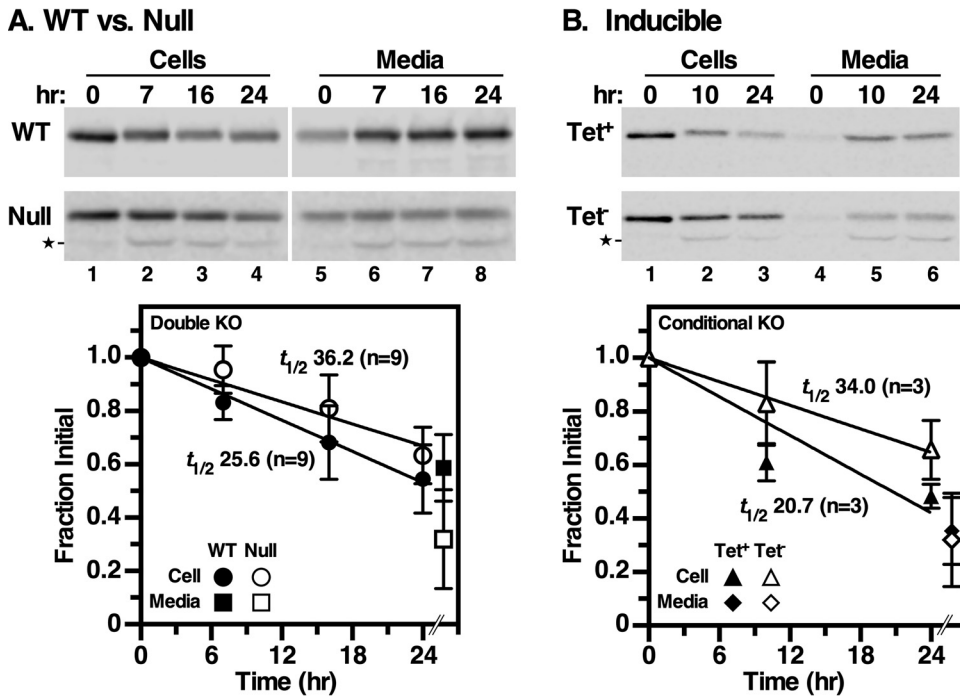 A. WT vs. Null
Cells Media
hr: 0 7 16 24 0 7 16 24
WT
Null
★-
1 2 3 4 5 6 7 8
Double KO
t1/2 36.2 (n=9)
t1/2 25.6 (n=9)
WT Null
Cell
Media
Fraction Initial
1.0
0.8
0.6
0.4
0.2
0
0 6 12 18 24
Time (hr)
B. Inducible
Cells Media
hr: 0 10 24 0 10 24
Tet+
Tet-
★-
1 2 3 4 5 6
Conditional KO
t1/2 34.0 (n=3)
t1/2 20.7 (n=3)
Tet+ Tet-
Cell
Media
Fraction Initial
1.0
0.8
0.6
0.4
0.2
0
0 6 12 18 24
Time (hr)